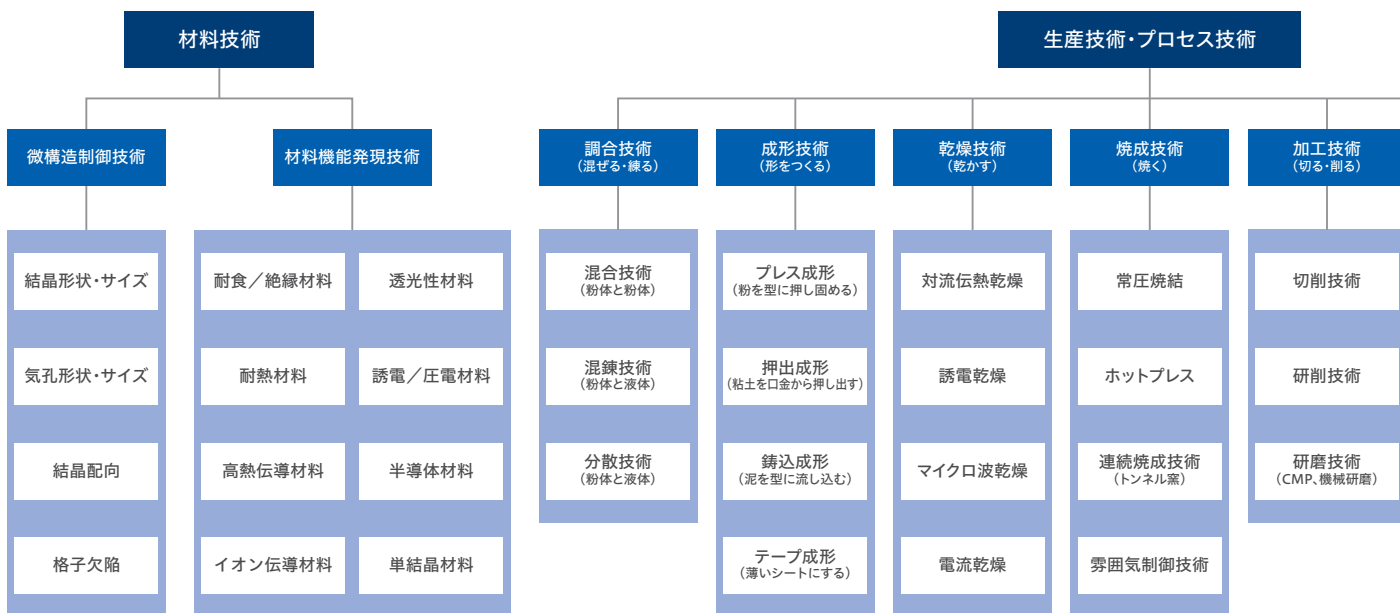 材料技術
生産技術・プロセス技術
微構造制御技術
材料機能発現技術
調合技術
(混ぜる・練る)
成形技術
(形をつくる)
乾燥技術
(乾かす)
焼成技術
(焼く)
加工技術
(切る・削る)
結晶形状・サイズ
気孔形状・サイズ
結晶配向
格子欠陥
耐食／絶縁材料
透光性材料
耐熱材料
誘電／圧電材料
高熱伝導材料
半導体材料
イオン伝導材料
単結晶材料
混合技術
(粉体と粉体)
混錬技術
(粉体と液体)
分散技術
(粉体と液体)
プレス成形
(粉を型に押し固める)
押出成形
(粘土を口金から押し出す)
鋳込成形
(泥を型に流し込む)
テープ成形
(薄いシートにする)
対流伝熱乾燥
誘電乾燥
マイクロ波乾燥
電流乾燥
常圧焼結
ホットプレス
連続焼成技術
(トンネル窯)
雰囲気制御技術
切削技術
研削技術
研磨技術
(CMP、機械研磨)